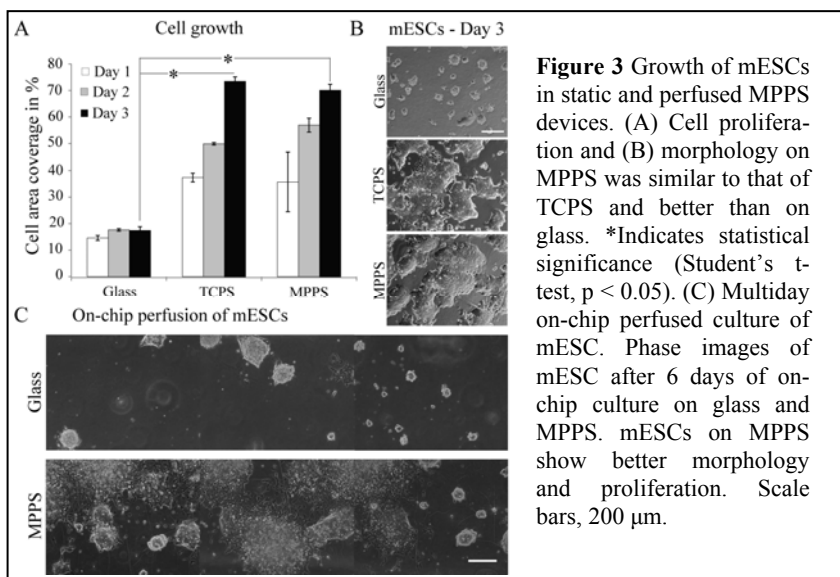 A
Cell growth
Cell area coverage in %
80
70
60
50
40
30
20
10
0
Day 1
Day 2
Day 3
*
*
Glass
TCPS
MPPS
B
mESCs - Day 3
Glass
TCPS
MPPS
C
On-chip perfusion of mESCs
Glass
MPPS
Figure 3 Growth of mESCs
in static and perfused MPPS
devices. (A) Cell prolifera-
tion and (B) morphology on
MPPS was similar to that of
TCPS and better than on
glass. *Indicates statistical
significance (Student's t-
test, p < 0.05). (C) Multiday
on-chip perfused culture of
mESC. Phase images of
mESC after 6 days of on-
chip culture on glass and
MPPS. mESCs on MPPS
show better morphology
and proliferation. Scale
bars, 200 μm.